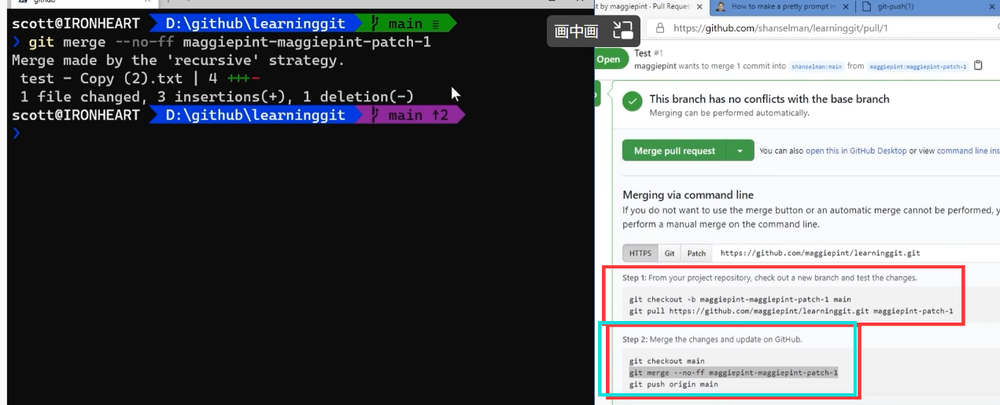 github
scott@IRONHEART D:\github\learninggit main ≡
❯ git merge --no-ff maggiepint-maggiepint-patch-1
Merge made by the 'recursive' strategy.
test - Copy (2).txt | 4 +++-
1 file changed, 3 insertions(+), 1 deletion(-)
scott@IRONHEART D:\github\learninggit main ↑2
❯
画中画
st by maggiepint · Pull Reques
How to make a pretty prompt in
git-push(1)
https://github.com/shanselman/learninggit/pull/1
Open
Test #1
maggiepint wants to merge 1 commit into shanselman:main from maggiepint:maggiepint-patch-1
This branch has no conflicts with the base branch
Merging can be performed automatically.
Merge pull request
You can also open this in GitHub Desktop or view command line ins
Merging via command line
If you do not want to use the merge button or an automatic merge cannot be performed, y
perform a manual merge on the command line.
HTTPS Git Patch https://github.com/maggiepint/learninggit.git
Step 1: From your project repository, check out a new branch and test the changes.
git checkout -b maggiepint-maggiepint-patch-1 main
git pull https://github.com/maggiepint/learninggit.git maggiepint-patch-1
Step 2: Merge the changes and update on GitHub.
git checkout main
git merge --no-ff maggiepint-maggiepint-patch-1
git push origin main